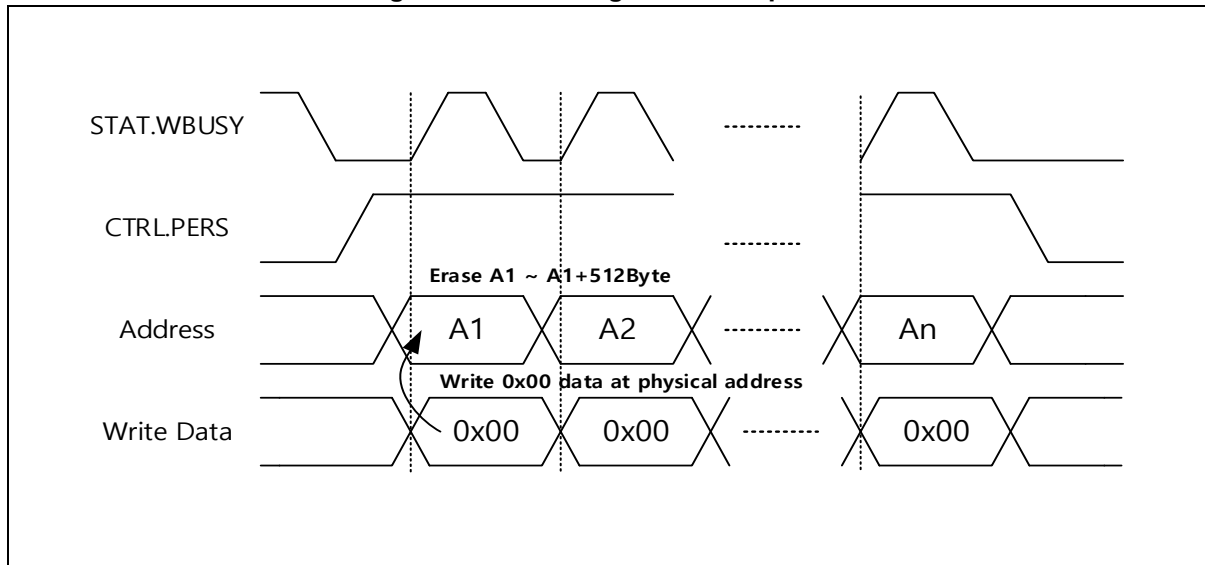 STAT.WBUSY
CTRL.PERS
Erase A1 ~ A1+512Byte
Address A1 A2 An
Write 0x00 data at physical address
Write Data 0x00 0x00 0x00